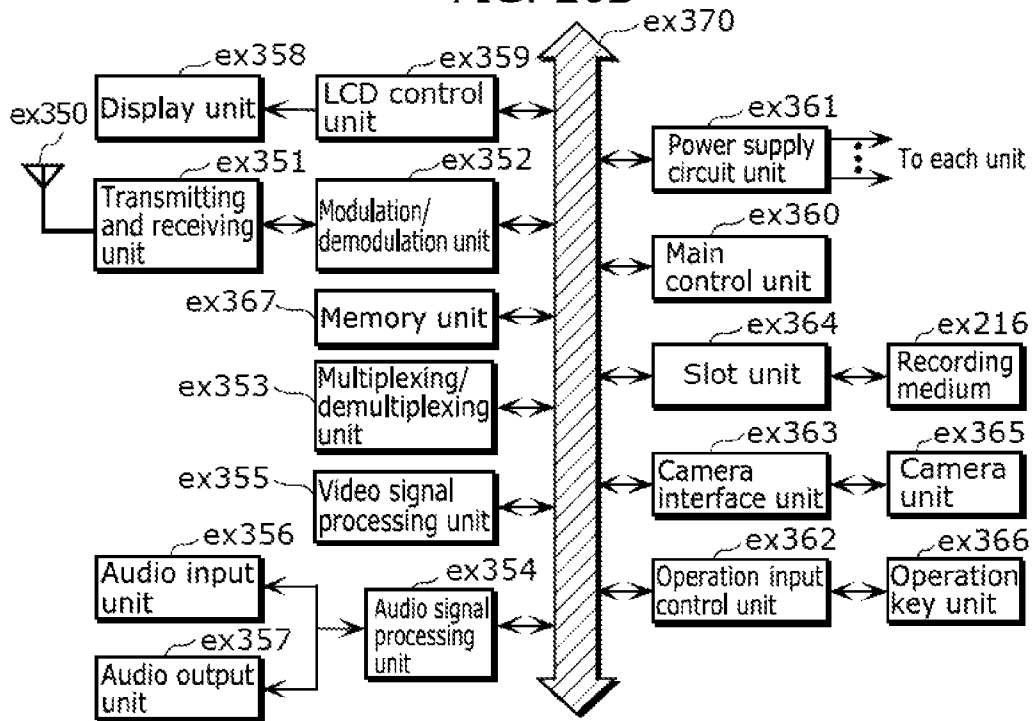 ex370
ex358
ex359
Display unit
LCD control
unit
ex350
ex351
ex352
Transmitting
and receiving
unit
Modulation/
demodulation unit
ex361
Power supply
circuit unit
To each unit
ex360
Main
control unit
ex367
Memory unit
ex364
Slot unit
ex216
Recording
medium
ex353
Multiplexing/
demultiplexing
unit
ex363
Camera
interface unit
ex365
Camera
unit
ex355
Video signal
processing unit
ex356
Audio input
unit
ex354
Audio signal
processing
unit
ex357
Audio output
unit
ex362
Operation input
control unit
ex366
Operation
key unit